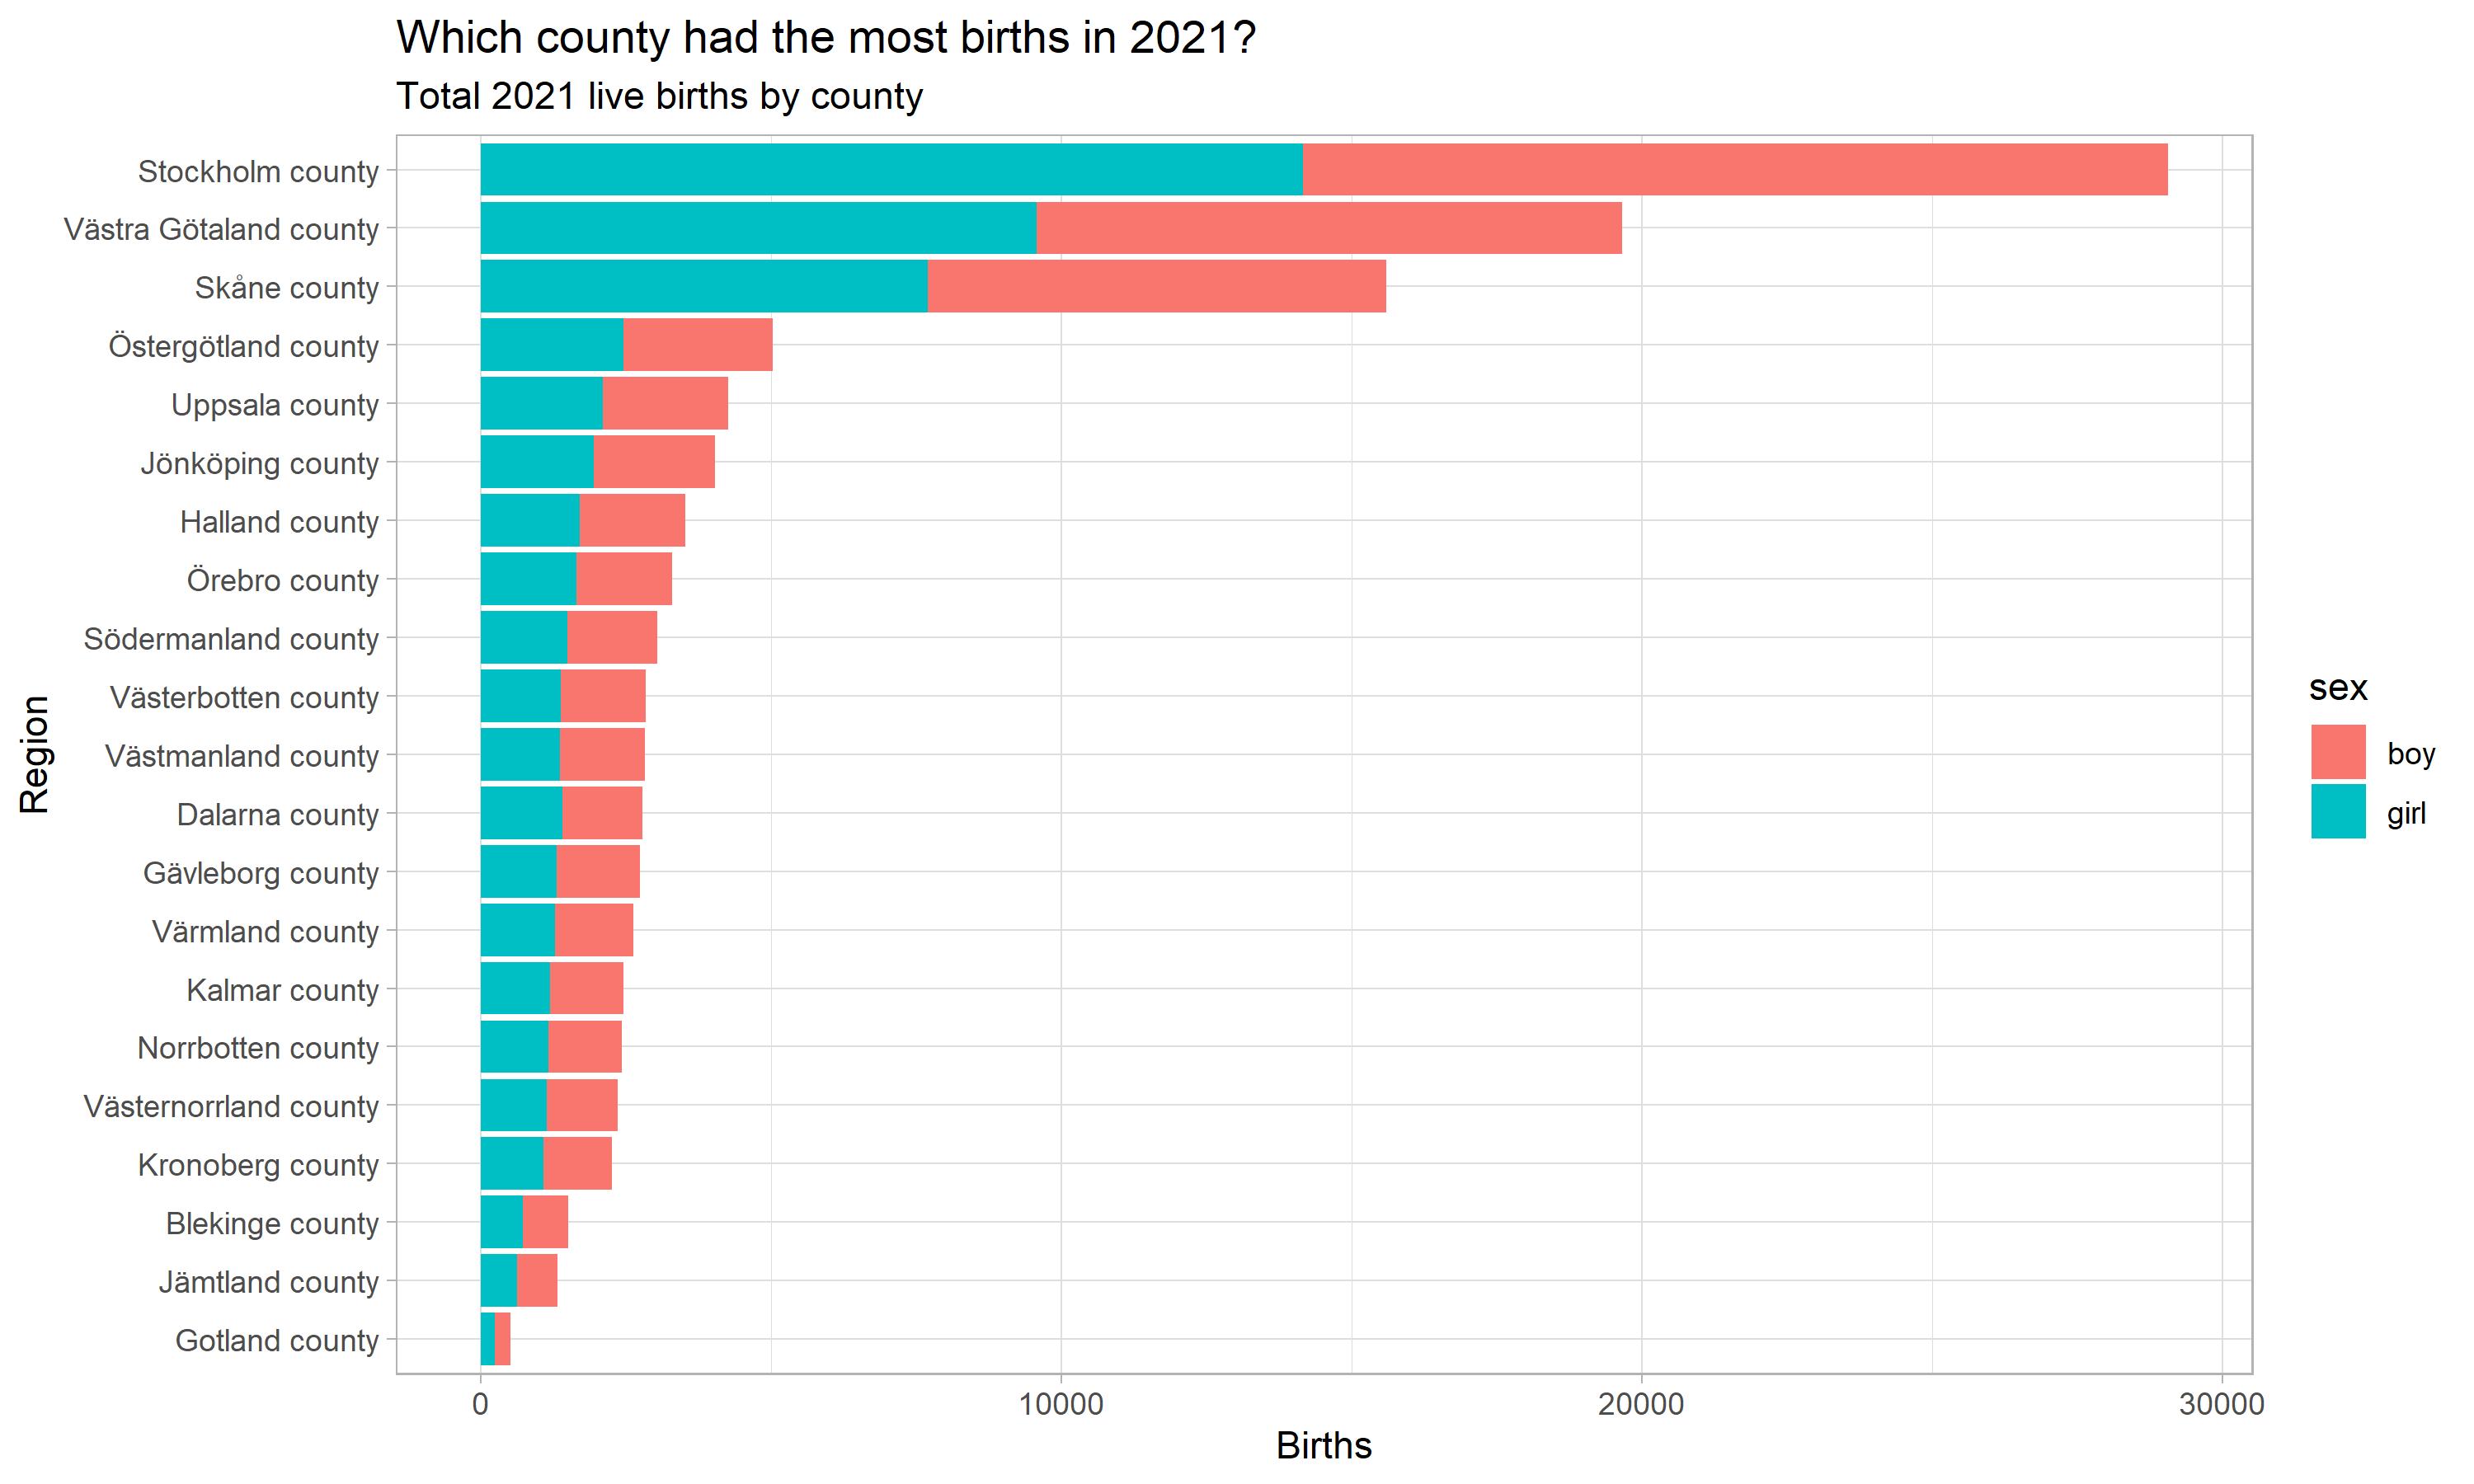 Which county had the most births in 2021?
Total 2021 live births by county
Stockholm county
Västra Götaland county
Skåne county
Östergötland county
Uppsala county
Jönköping county
Halland county
Örebro county
Södermanland county
Västerbotten county
Västmanland county
Dalarna county
Gävleborg county
Värmland county
Kalmar county
Norrbotten county
Västernorrland county
Kronoberg county
Blekinge county
Jämtland county
Gotland county
Region
0 10000 20000 30000
Births
sex
boy
girl